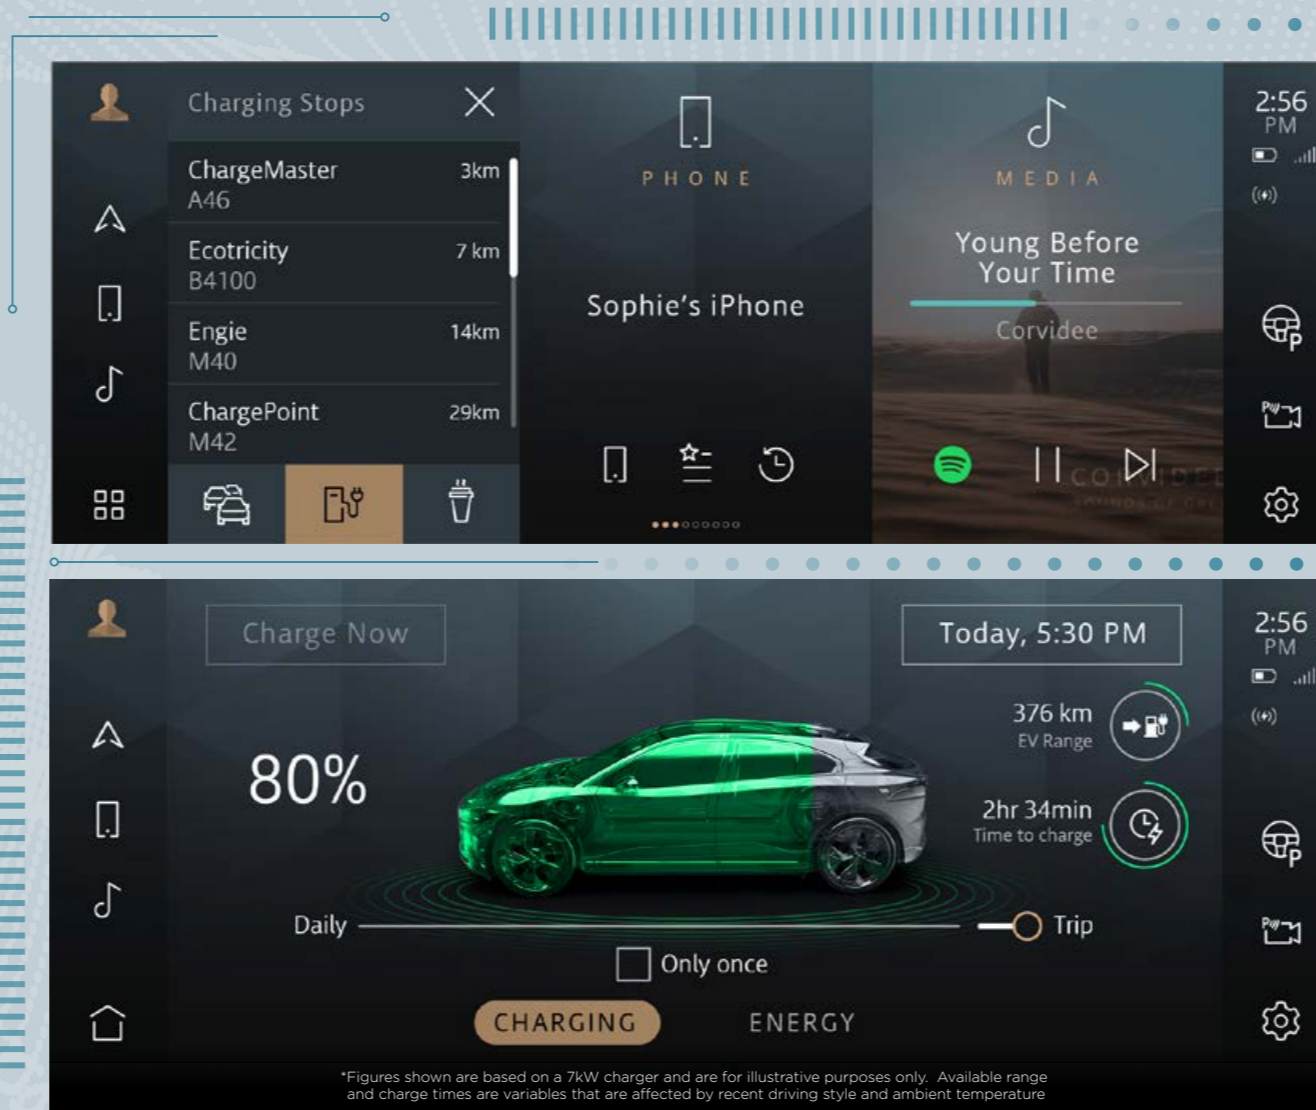 Charging Stops
ChargeMaster 3km
A46
Ecotricity 7 km
B4100
Engie 14km
M40
ChargePoint 29km
M42
PHONE
Sophie's iPhone
MEDIA
Young Before
Your Time
Corvidee
2:56
PM
P
Charge Now
Today, 5:30 PM
80%
376 km
EV Range
2hr 34min
Time to charge
Daily
Trip
Only once
CHARGING
ENERGY
2:56
PM
P
*Figures shown are based on a 7kW charger and are for illustrative purposes only. Available range
and charge times are variables that are affected by recent driving style and ambient temperature